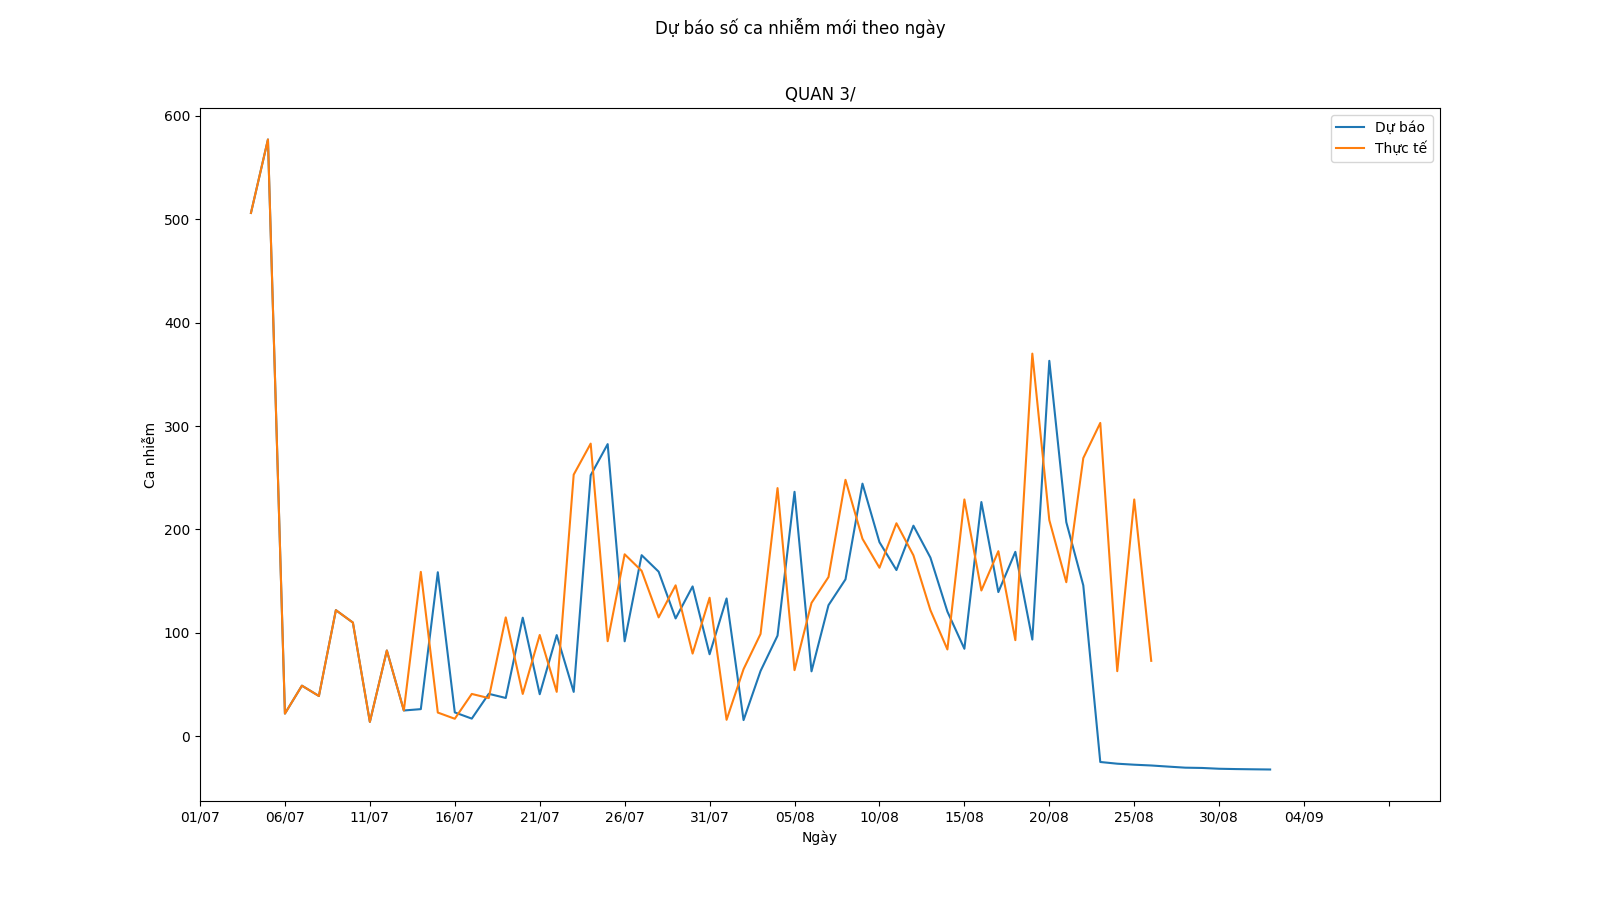 Dự báo số ca nhiễm mới theo ngày
QUAN 3/
Dự báo
Thực tế
600
500
400
300
200
100
0
Ca nhiễm
01/07 06/07 11/07 16/07 21/07 26/07 31/07 05/08 10/08 15/08 20/08 25/08 30/08 04/09
Ngày